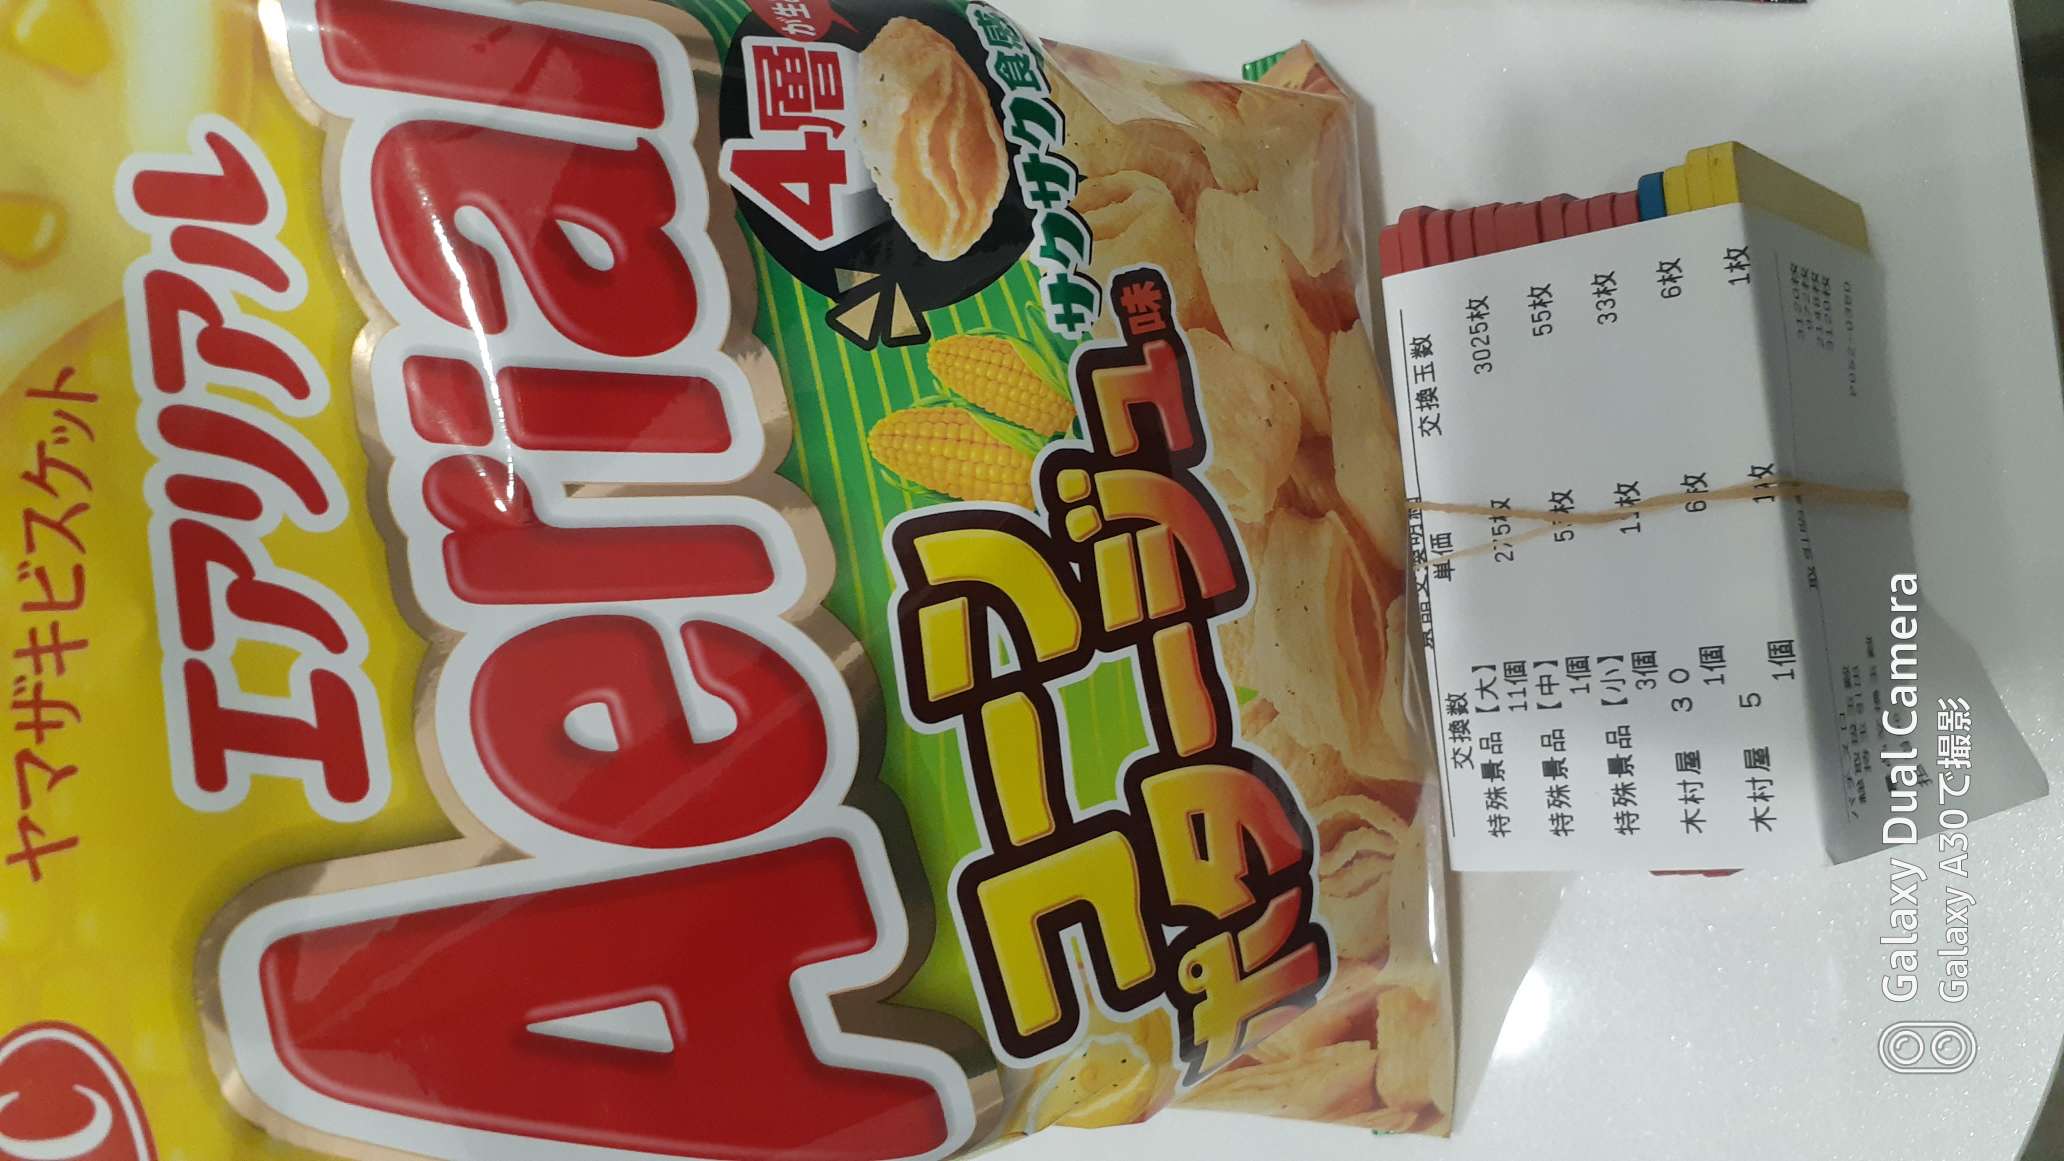 ヤマザキビスケット
エアリアル
Aerial
4層
が生
サクサク食感
コーン
ポタージュ味
交換数 単価 交換玉数
特殊景品【大】
11個 275枚 3025枚
特殊景品【中】
1個 55枚 55枚
特殊景品【小】
3個 11枚 33枚
木村屋 30
1個 6枚 6枚
木村屋 5
1個 1枚 1枚
Galaxy Dual Camera
Galaxy A30で撮影